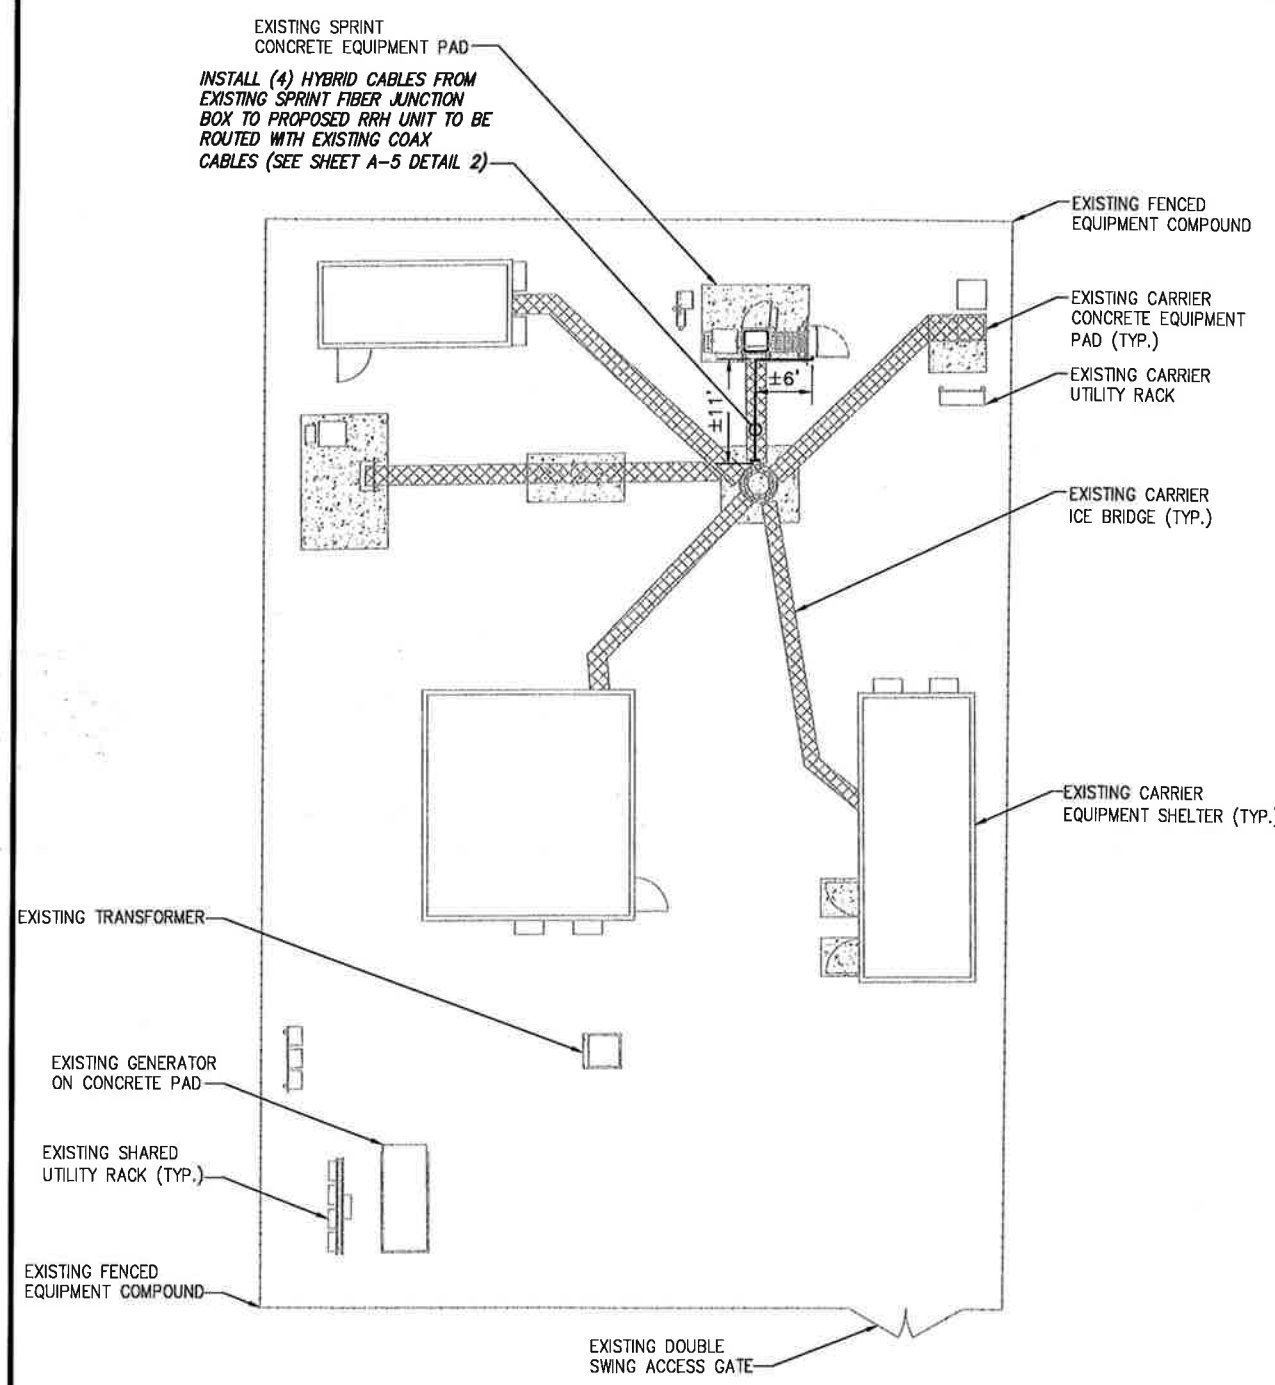 EXISTING SPRINT
CONCRETE EQUIPMENT PAD
INSTALL (4) HYBRID CABLES FROM
EXISTING SPRINT FIBER JUNCTION
BOX TO PROPOSED RRH UNIT TO BE
ROUTED WITH EXISTING COAX
CABLES (SEE SHEET A-5 DETAIL 2)
EXISTING FENCED
EQUIPMENT COMPOUND
EXISTING CARRIER
CONCRETE EQUIPMENT
PAD (TYP.)
EXISTING CARRIER
UTILITY RACK
±6'
±11'
EXISTING CARRIER
ICE BRIDGE (TYP.)
EXISTING CARRIER
EQUIPMENT SHELTER (TYP.)
EXISTING TRANSFORMER
EXISTING GENERATOR
ON CONCRETE PAD
EXISTING SHARED
UTILITY RACK (TYP.)
EXISTING FENCED
EQUIPMENT COMPOUND
EXISTING DOUBLE
SWING ACCESS GATE